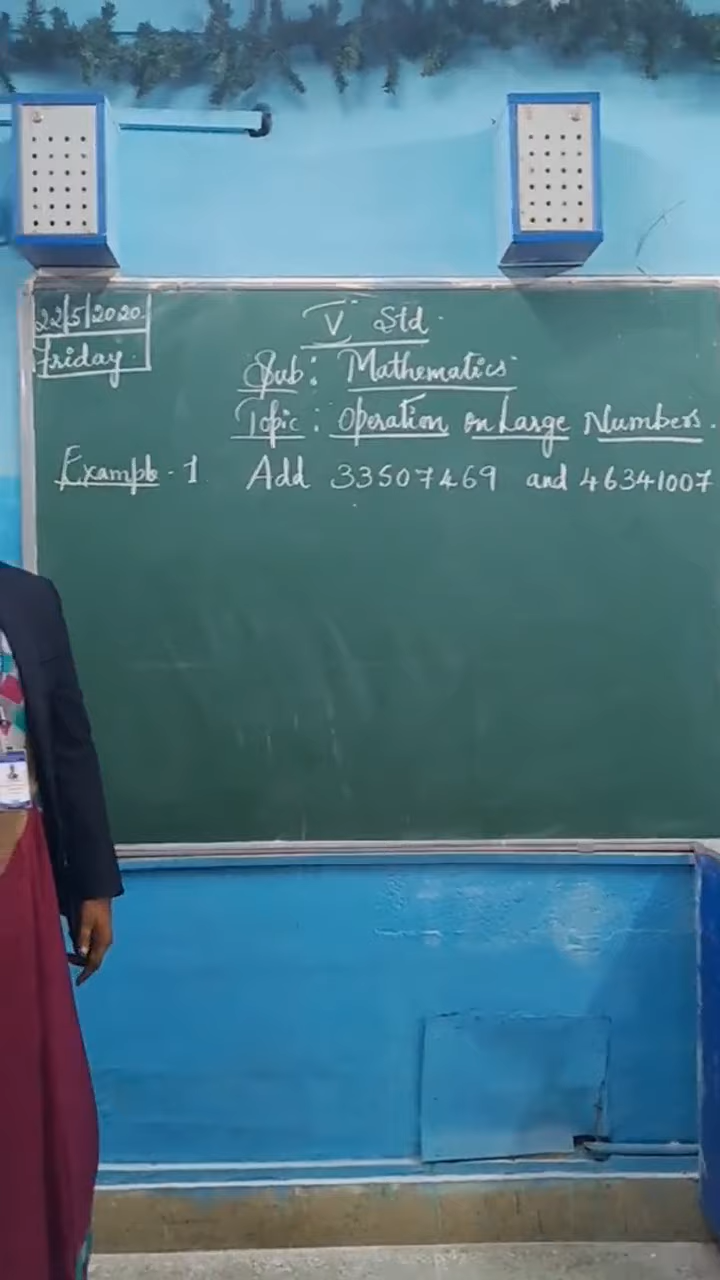 22/5/2020.
Friday.
V Std.
Sub: Mathematics
Topic: Operation on Large Numbers.
Example-1 Add 33507469 and 46341007